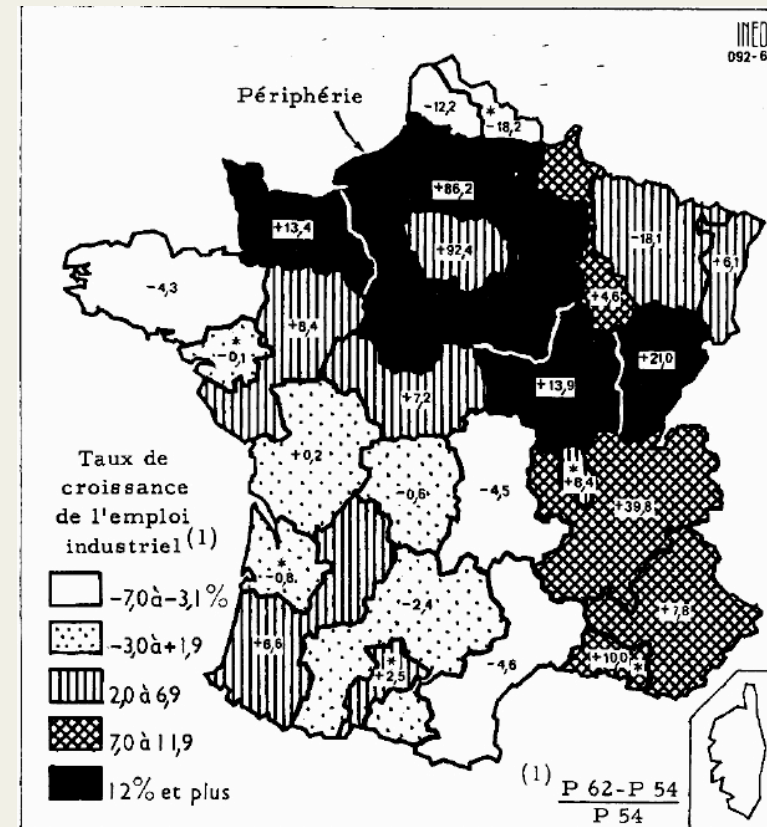 INED
092-6
Périphérie
-12,2
*
-18,2
+86,2
+13,4
+92,4
-18,1
+6,1
-4,3
+4,6
+8,4
*
-0,1
+21,0
+13,9
+7,2
Taux de
croissance
de l'emploi
industriel (1)
+0,2
-0,6
-4,5
*
+8,4
+39,8
*
-0,8
-2,4
+7,8
+6,6
-4,6
*
+2,5
+10,0
*
-7,0 à -3,1%
-3,0 à +1,9
2,0 à 6,9
7,0 à 11,9
12% et plus
(1) P 62-P 54
P 54